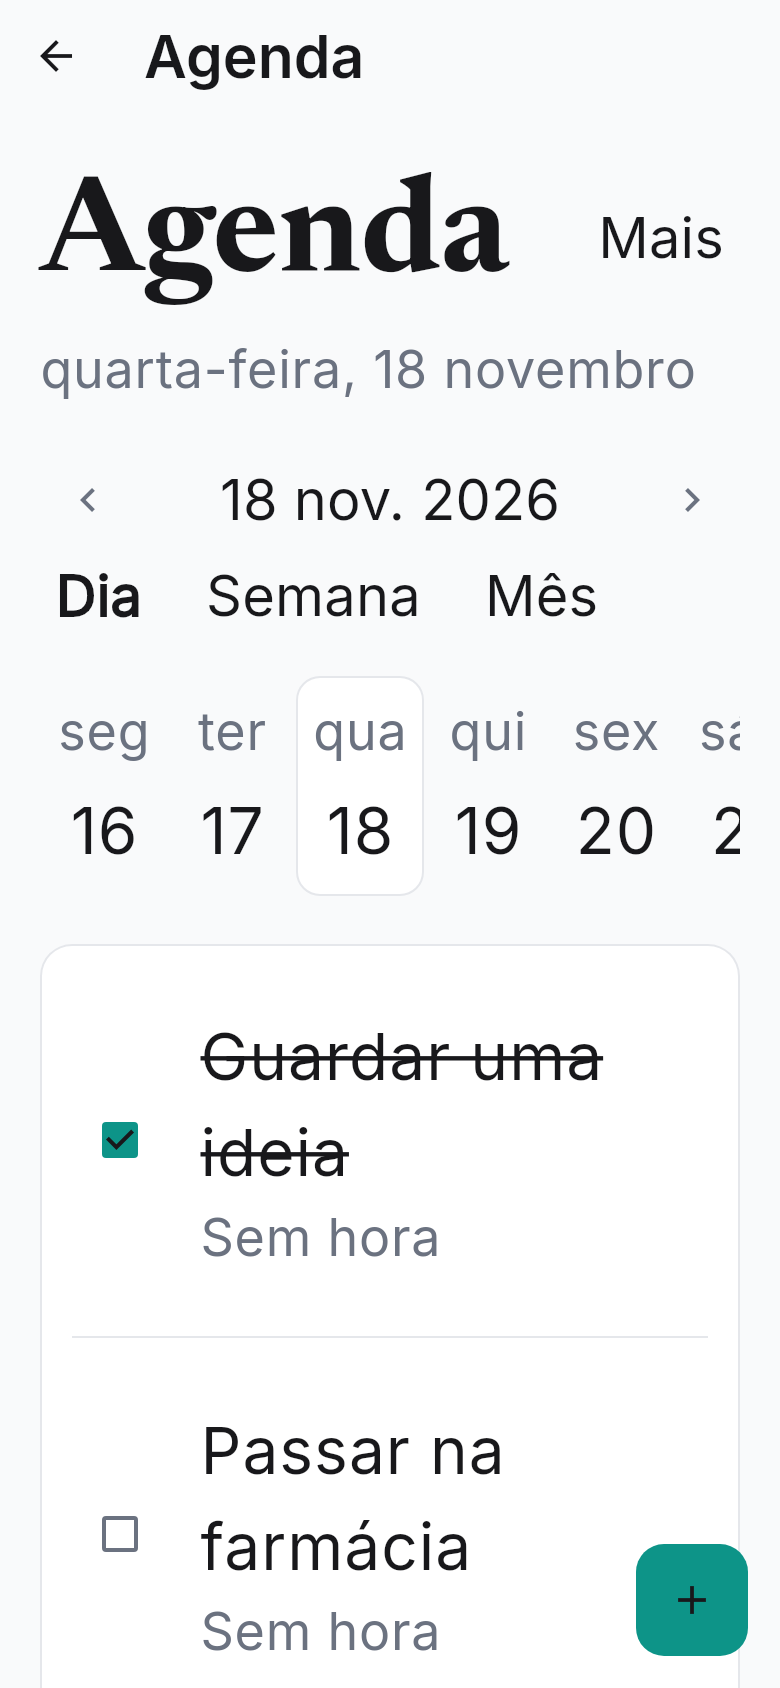 Agenda
Agenda
Mais
quarta-feira, 18 novembro
18 nov. 2026
Dia Semana Mês
seg ter qua qui sex
16 17 18 19 20
Guardar uma
ideia
Sem hora
Passar na
farmácia
Sem hora